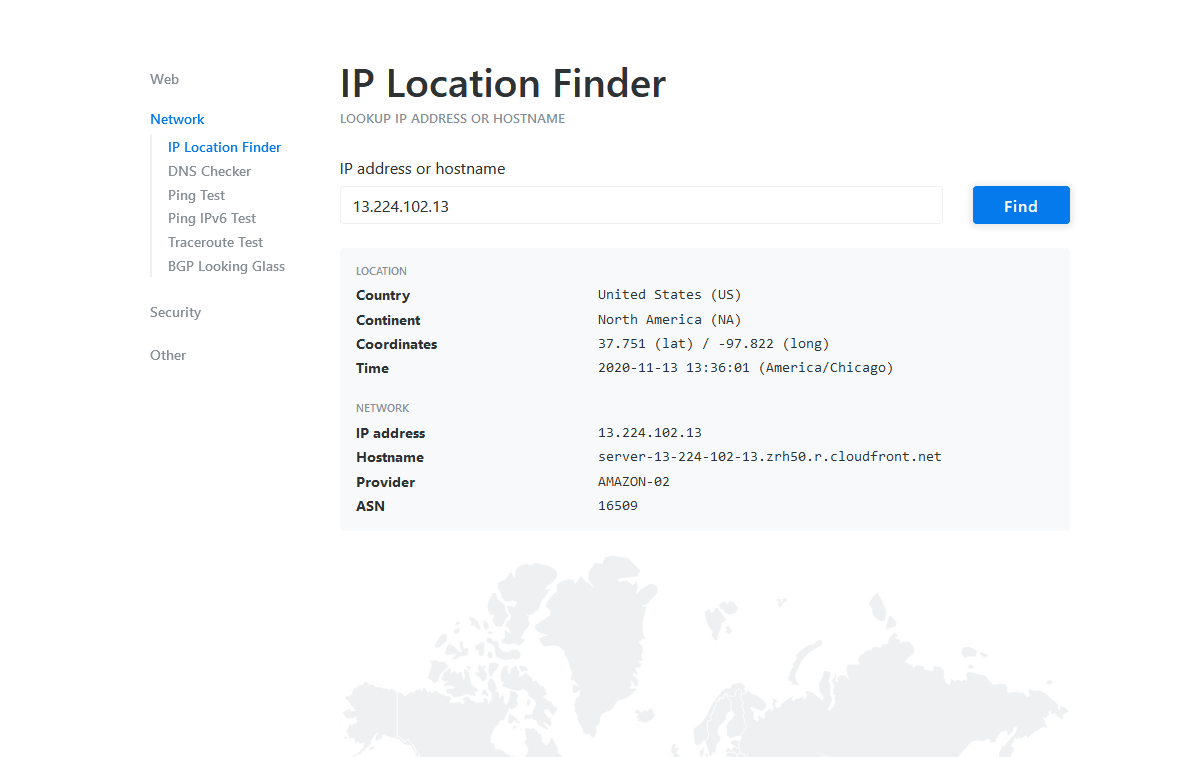 Web
Network
IP Location Finder
DNS Checker
Ping Test
Ping IPv6 Test
Traceroute Test
BGP Looking Glass
Security
Other
IP Location Finder
LOOKUP IP ADDRESS OR HOSTNAME
IP address or hostname
13.224.102.13
Find
LOCATION
Country United States (US)
Continent North America (NA)
Coordinates 37.751 (lat) / -97.822 (long)
Time 2020-11-13 13:36:01 (America/Chicago)
NETWORK
IP address 13.224.102.13
Hostname server-13-224-102-13.zrh50.r.cloudfront.net
Provider AMAZON-02
ASN 16509